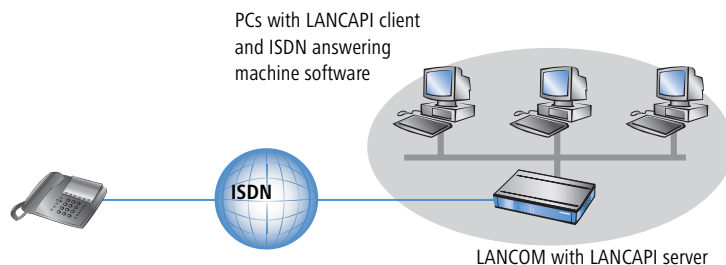 PCs with LANCAPI client
and ISDN answering
machine software
ISDN
LANCOM with LANCAPI server